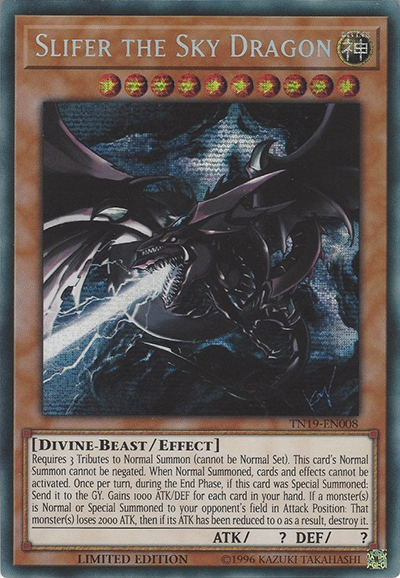 SLIFER THE SKY DRAGON
DIVINE
神
TN19-EN008
[DIVINE-BEAST/EFFECT]
Requires 3 Tributes to Normal Summon (cannot be Normal Set). This card's Normal
Summon cannot be negated. When Normal Summoned, cards and effects cannot be
activated. Once per turn, during the End Phase, if this card was Special Summoned:
Send it to the GY. Gains 1000 ATK/DEF for each card in your hand. If a monster(s)
is Normal or Special Summoned to your opponent's field in Attack Position: That
monster(s) loses 2000 ATK, then if its ATK has been reduced to 0 as a result, destroy it.
ATK/ ? DEF/ ?
LIMITED EDITION ©1996 KAZUKI TAKAHASHI